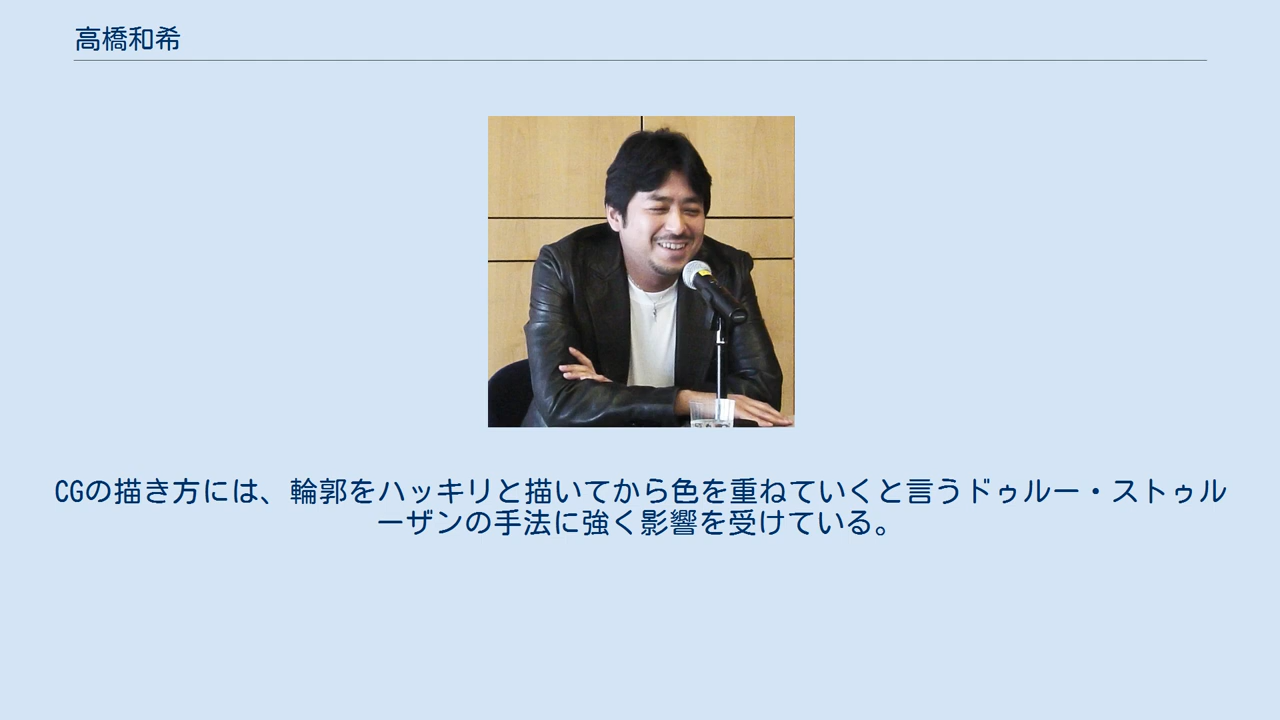 高橋和希
CGの描き方には、輪郭をハッキリと描いてから色を重ねていくと言うドゥルー・ストゥル
ーザンの手法に強く影響を受けている。